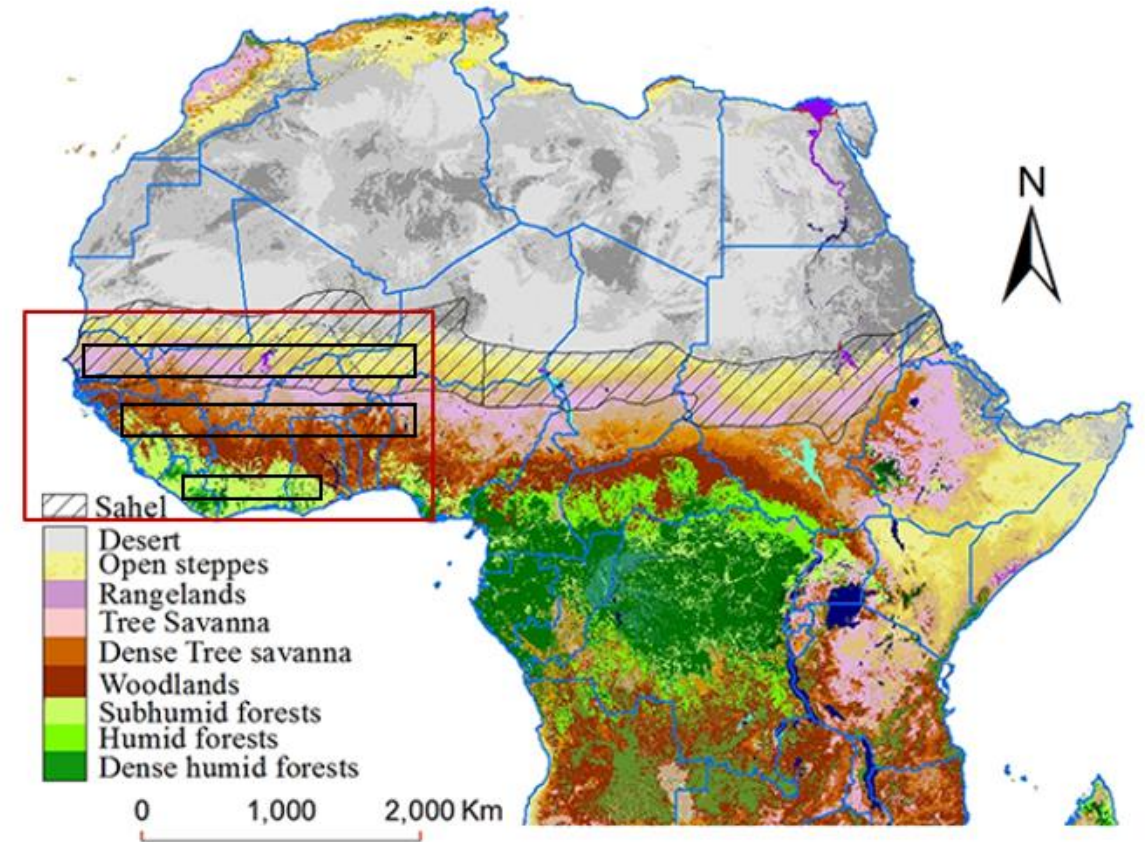 N
Sahel
Desert
Open steppes
Rangelands
Tree Savanna
Dense Tree savanna
Woodlands
Subhumid forests
Humid forests
Dense humid forests
0 1,000 2,000 Km